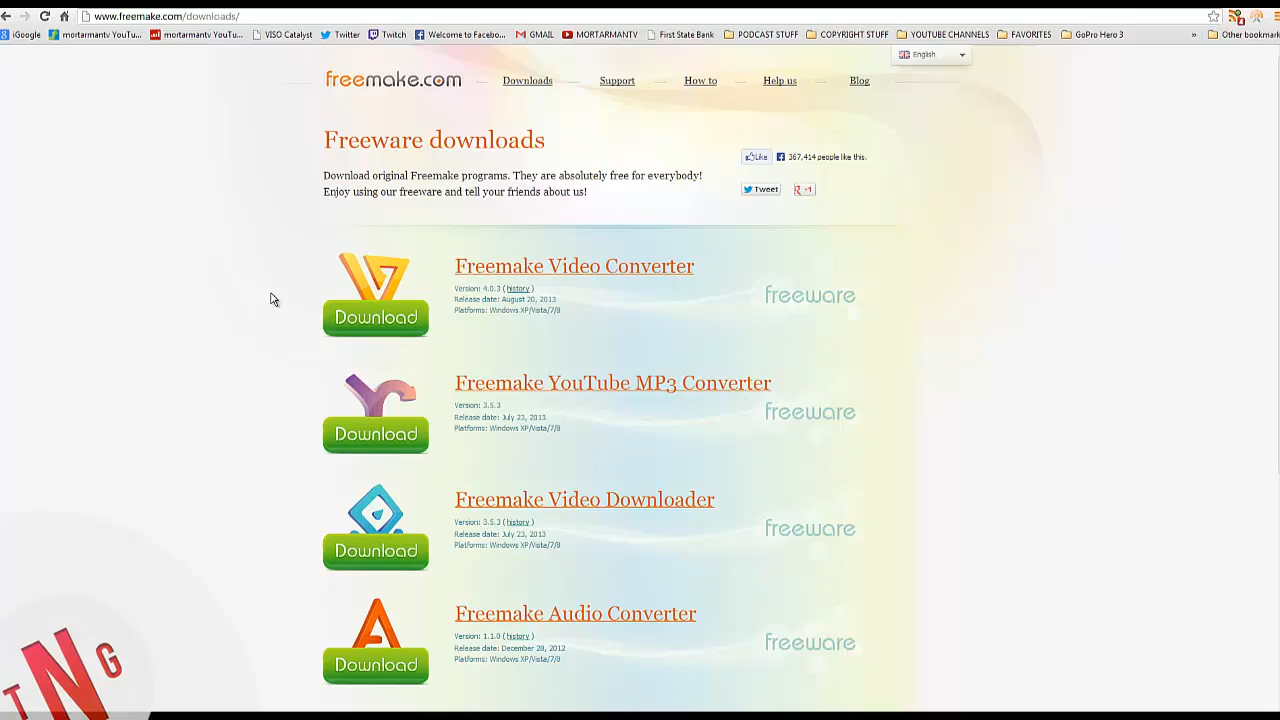 www.freemake.com/downloads/
iGoogle mortarmantv YouTu... mortarmantv YouTu... VISO Catalyst Twitter Twitch Welcome to Facebo... GMAIL MORTARMANTV First State Bank PODCAST STUFF COPYRIGHT STUFF YOUTUBE CHANNELS FAVORITES GoPro Hero 3 » Other bookmark
English
freemake.com Downloads Support How to Help us Blog
Freeware downloads
Like 367,414 people like this.
Download original Freemake programs. They are absolutely free for everybody!
Enjoy using our freeware and tell your friends about us!
Tweet +1
Freemake Video Converter
Version: 4.0.3 ( history )
Release date: August 20, 2013
Platforms: Windows XP/Vista/7/8
Download
freeware
Freemake YouTube MP3 Converter
Version: 3.5.3
Release date: July 23, 2013
Platforms: Windows XP/Vista/7/8
Download
freeware
Freemake Video Downloader
Version: 3.5.3 ( history )
Release date: July 23, 2013
Platforms: Windows XP/Vista/7/8
Download
freeware
Freemake Audio Converter
Version: 1.1.0 ( history )
Release date: December 28, 2012
Platforms: Windows XP/Vista/7/8
Download
freeware
TNG